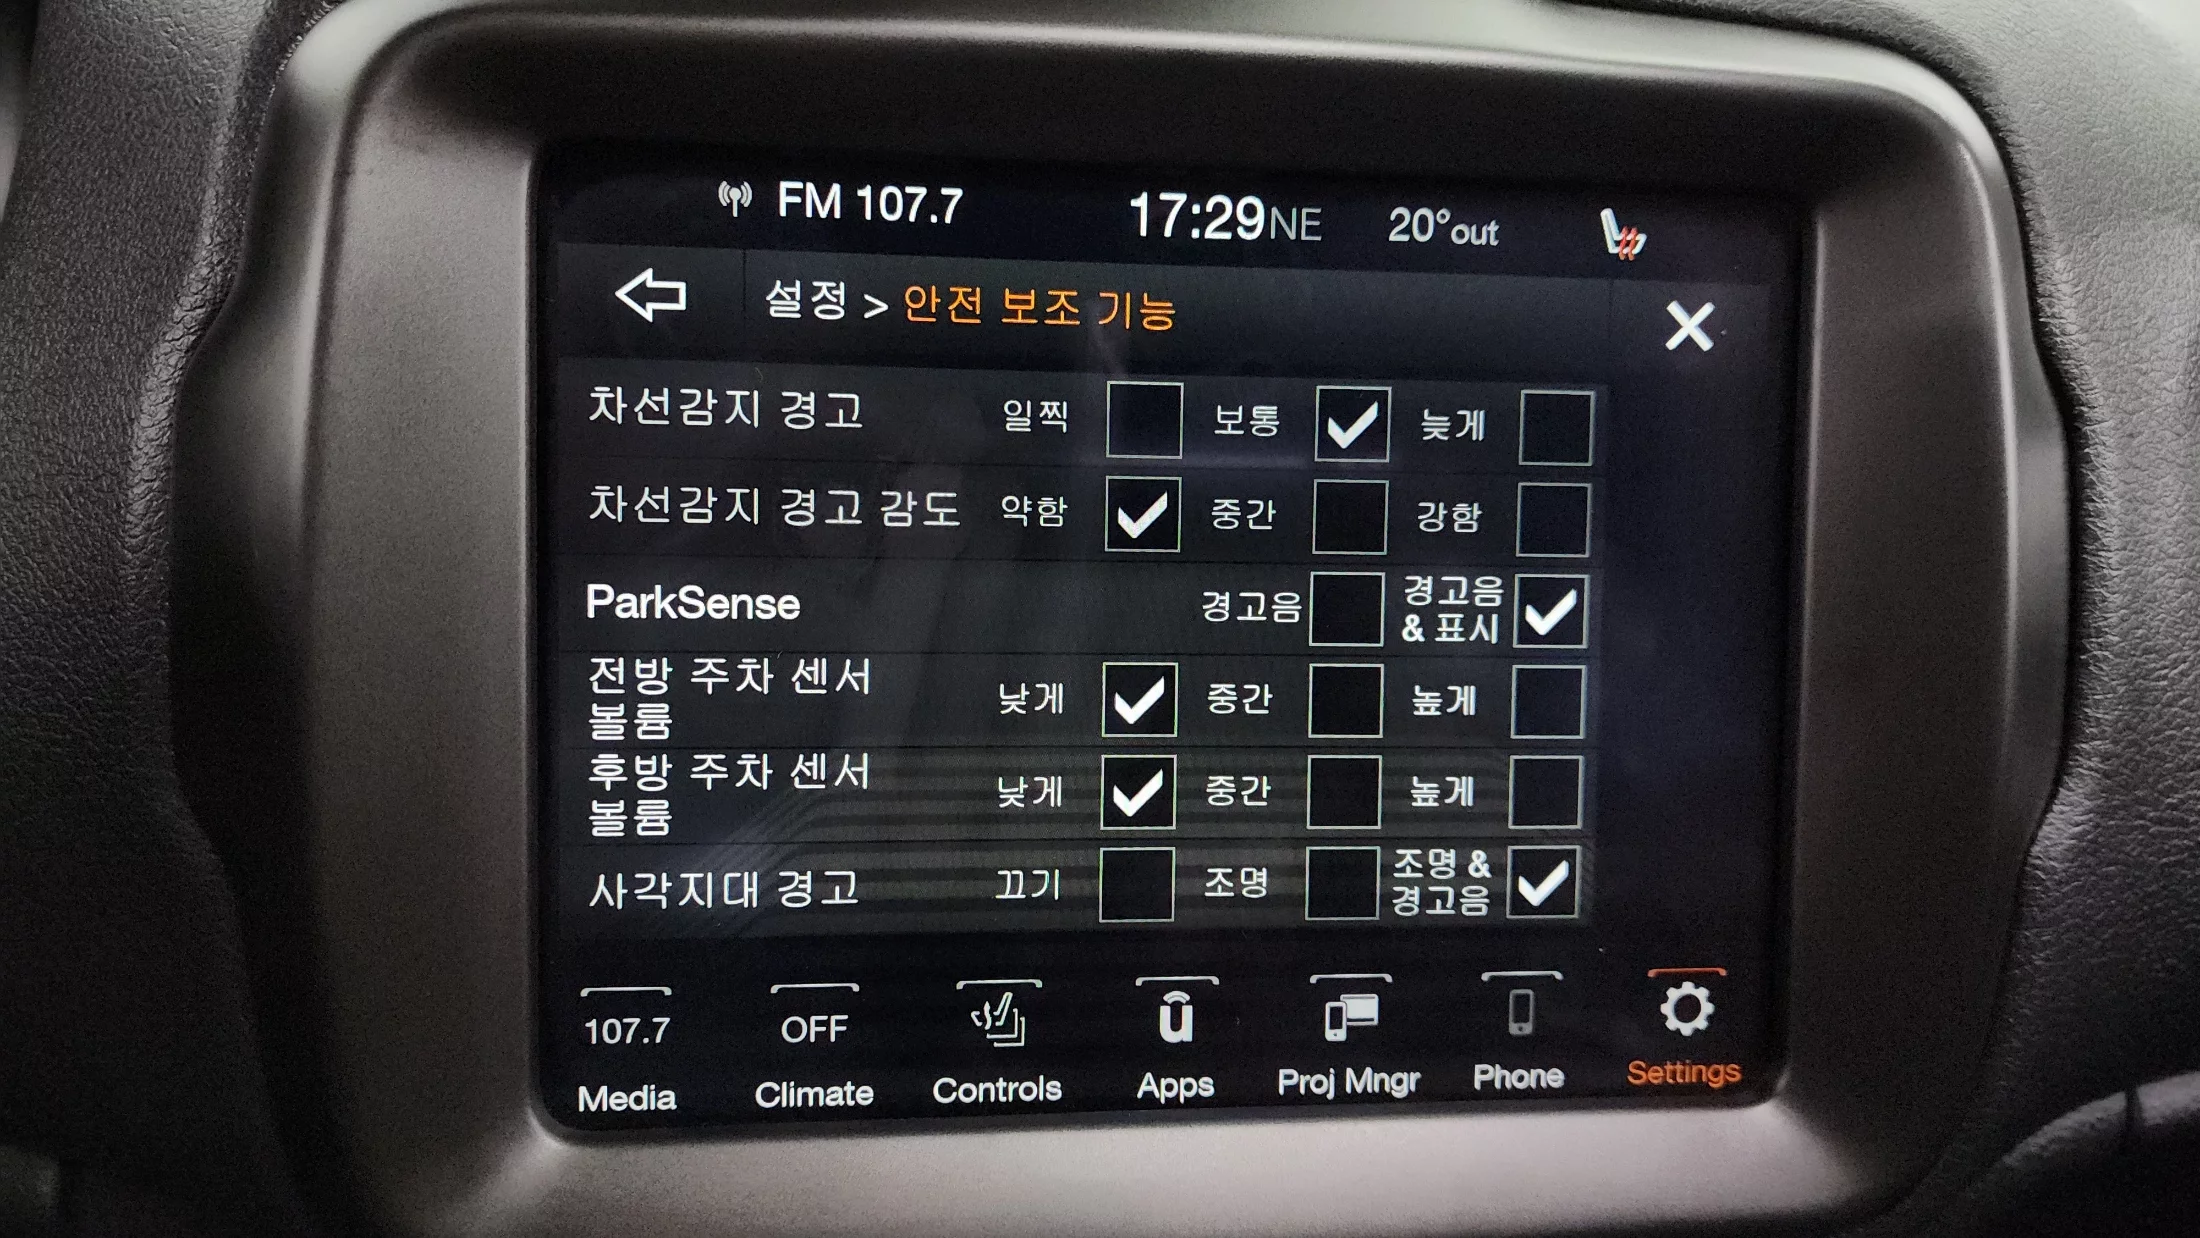 FM 107.7 17:29 NE 20° out
설정 > 안전 보조 기능
차선감지 경고 일찍 보통 늦게
차선감지 경고 감도 약함 중간 강함
ParkSense 경고음 경고음
& 표시
전방 주차 센서
볼륨 낮게 중간 높게
후방 주차 센서
볼륨 낮게 중간 높게
사각지대 경고 끄기 조명 조명 &
경고음
107.7 OFF
Media Climate Controls Apps Proj Mngr Phone Settings